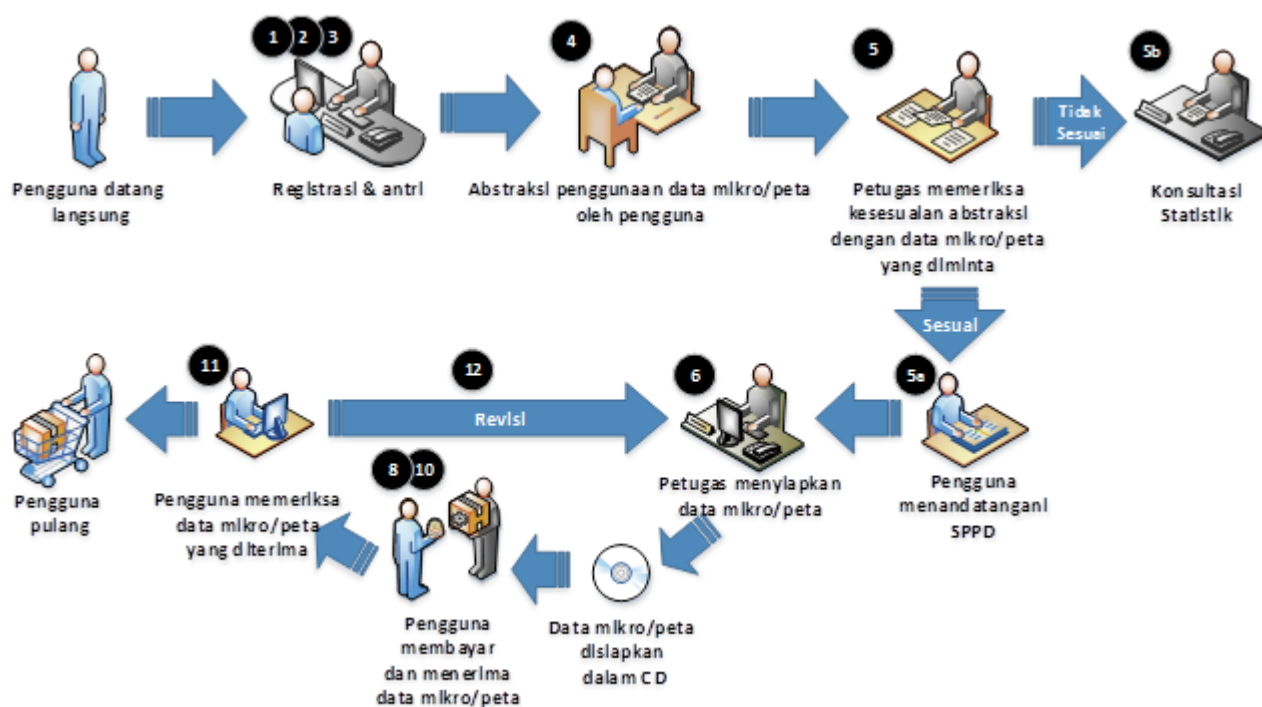 1 2 3
4
5
5b
Tidak
Sesuai
Pengguna datang
langsung
Registrasi & antri
Abstraksi penggunaan data mikro/peta
oleh pengguna
Petugas memeriksa
kesesuaian abstraksi
dengan data mikro/peta
yang diminta
Konsultasi
Statistik
Sesuai
11
12
6
5a
Revisi
8 10
Pengguna
pulang
Pengguna memeriksa
data mikro/peta
yang diterima
Petugas menyiapkan
data mikro/peta
Pengguna
menandatangani
SPPD
Pengguna
membayar
dan menerima
data mikro/peta
Data mikro/peta
disiapkan
dalam CD